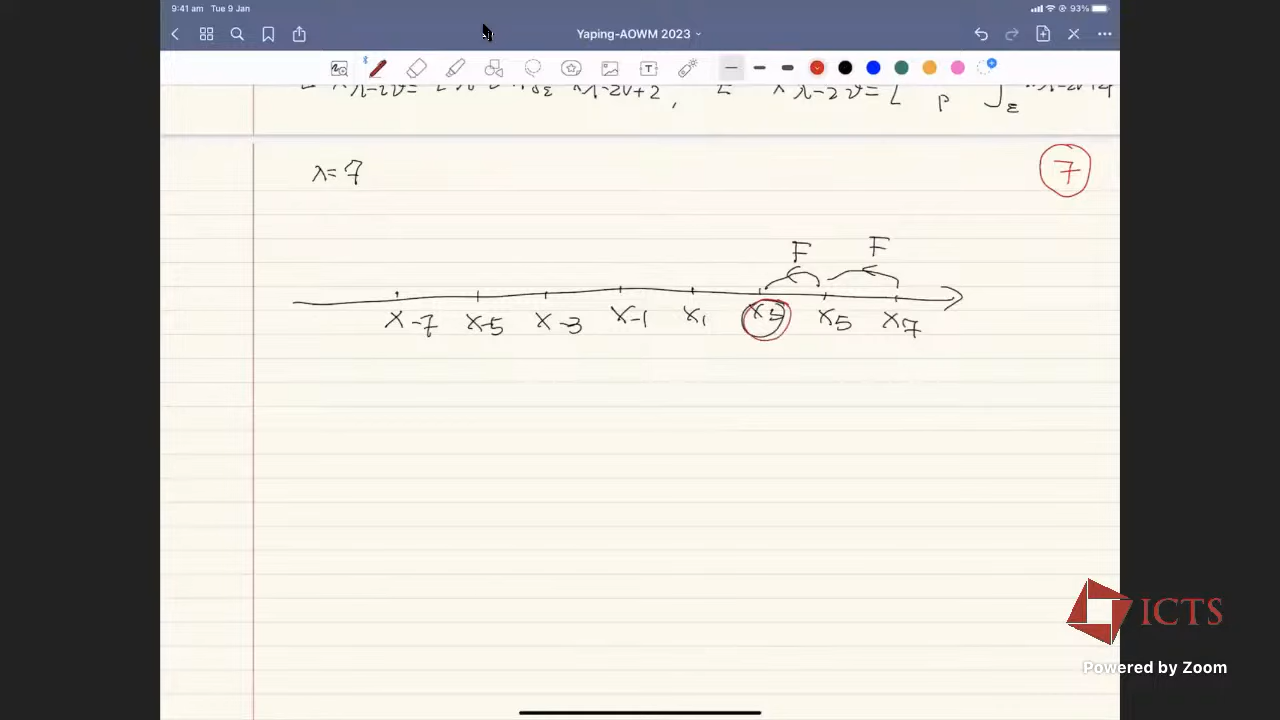 9:41 am Tue 9 Jan
93%
Yaping-AOWM 2023
λ = 7
7
F F
X-7 X-5 X-3 X-1 X1 X3 X5 X7
ICTS
Powered by Zoom